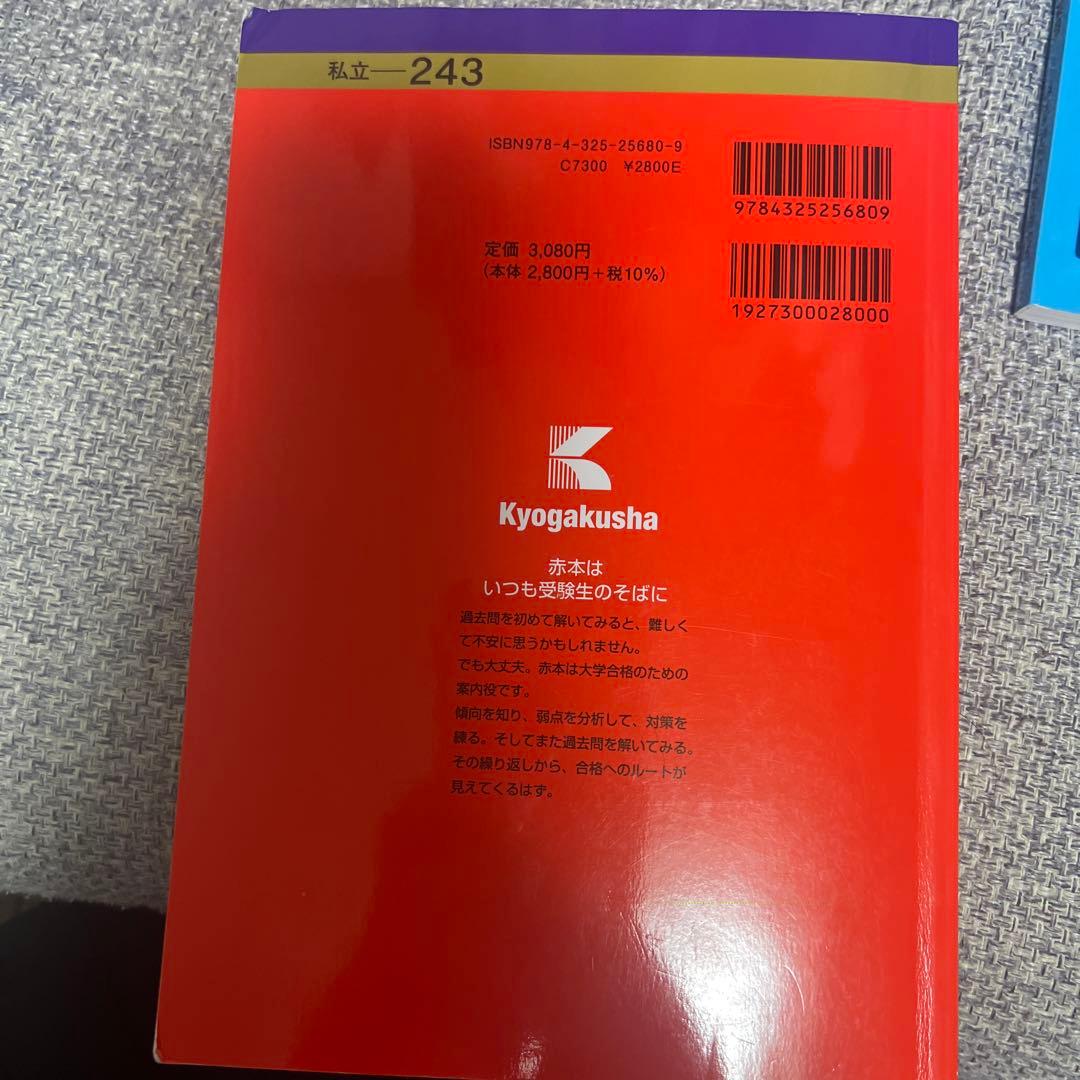 私立―243
ISBN978-4-325-25680-9
C7300 ¥2800E
9784325256809
定価 3,080円
(本体 2,800円+税10%)
1927300028000
Kyogakusha
赤本は
いつも受験生のそばに
過去問を初めて解いてみると、難しく
て不安に思うかもしれません。
でも大丈夫。赤本は大学合格のための
案内役です。
傾向を知り、弱点を分析して、対策を
練る。そしてまた過去問を解いてみる。
その繰り返しから、合格へのルートが
見えてくるはず。